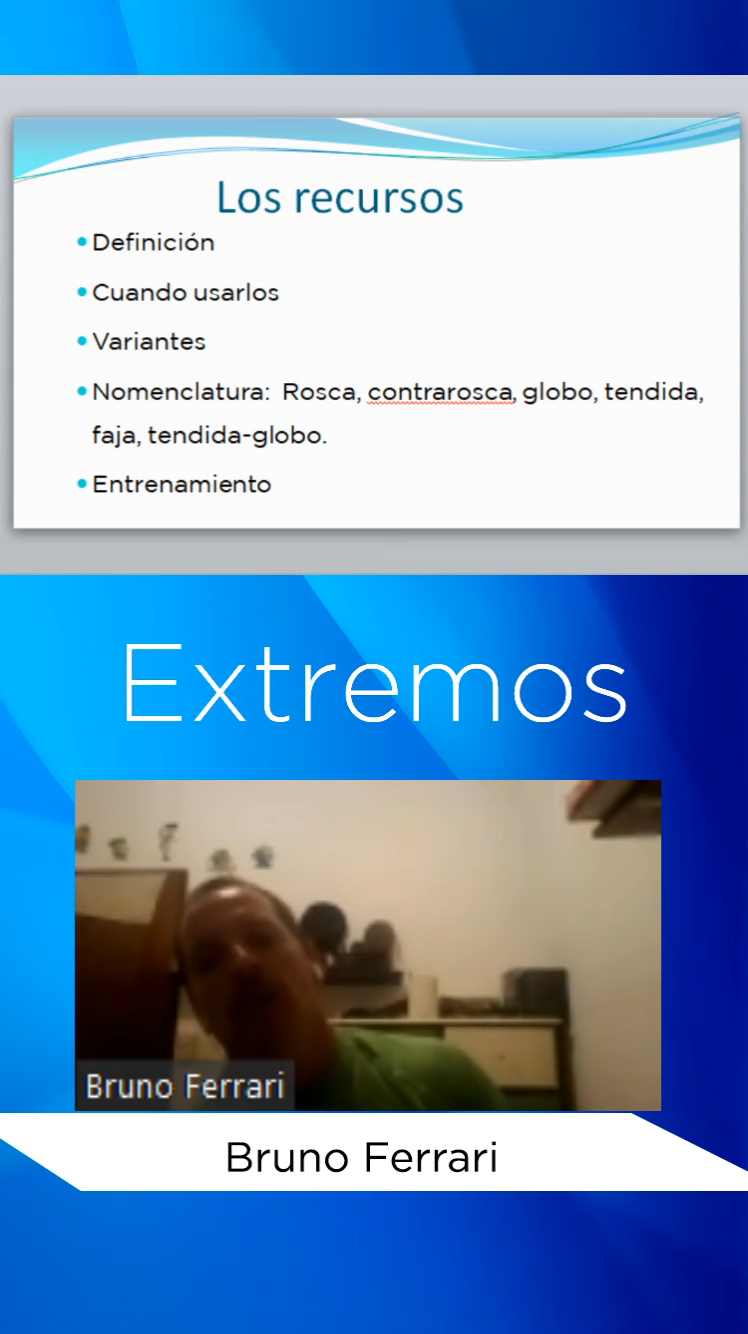 Los recursos
Definición
Cuando usarlos
Variantes
Nomenclatura:  Rosca, contrarosca, globo, tendida,
faja, tendida-globo.
Entrenamiento
Extremos
Bruno Ferrari
Bruno Ferrari